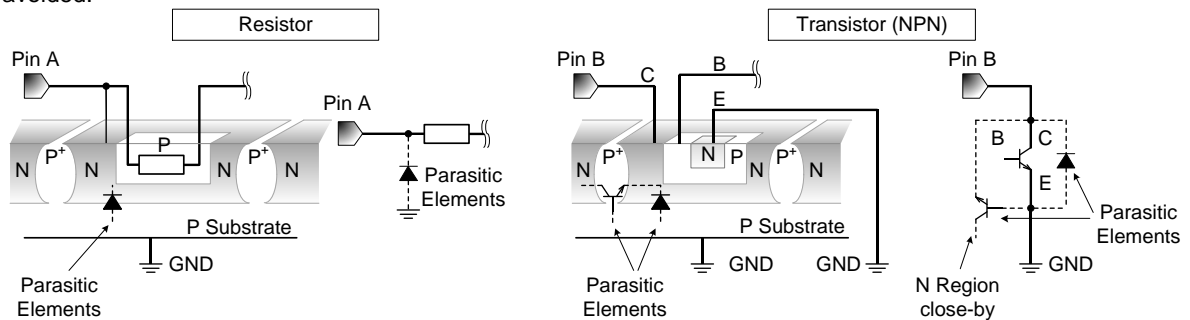 Resistor
Pin A
N
P+
N
P
N
P+
N
Parasitic
Elements
P Substrate
GND
Pin A
Parasitic
Elements
Transistor (NPN)
Pin B
C
B
E
N
P+
N
N
P
P+
N
P Substrate
Parasitic
Elements
GND
GND
Pin B
B
C
E
Parasitic
Elements
GND
N Region
close-by